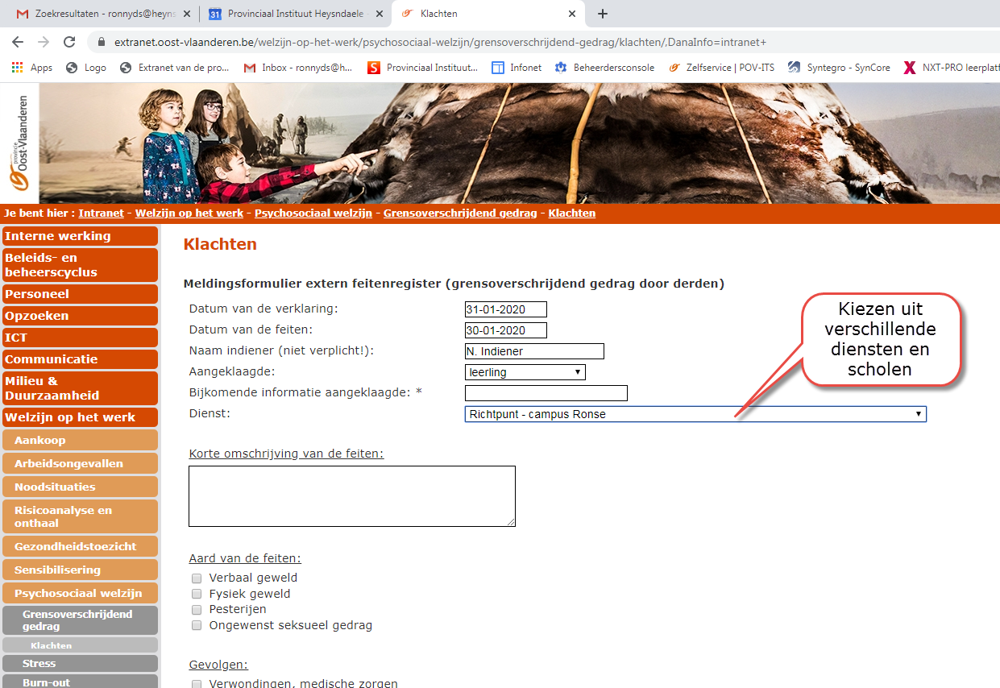 Zoekresultaten - ronnyds@heyns
Provinciaal Instituut Heynsdaele -
Klachten
extranet.oost-vlaanderen.be/welzijn-op-het-werk/psychosociaal-welzijn/grensoverschrijdend-gedrag/klachten/,DanaInfo=intranet+
Apps
Logo
Extranet van de pro...
Inbox - ronnyds@h...
Provinciaal Instituut...
Infonet
Beheerdersconsole
Zelfservice | POV-ITS
Syntegro - SynCore
NXT-PRO leerplatf
provincie
Oost-Vlaanderen
Je bent hier : Intranet - Welzijn op het werk - Psychosociaal welzijn - Grensoverschrijdend gedrag - Klachten
Interne werking
Beleids- en
beheerscyclus
Personeel
Opzoeken
ICT
Communicatie
Milieu &
Duurzaamheid
Welzijn op het werk
Aankoop
Arbeidsongevallen
Noodsituaties
Risicoanalyse en
onthaal
Gezondheidstoezicht
Sensibilisering
Psychosociaal welzijn
Grensoverschrijdend
gedrag
Klachten
Stress
Burn-out
Klachten
Meldingsformulier extern feitenregister (grensoverschrijdend gedrag door derden)
Datum van de verklaring: 31-01-2020
Datum van de feiten: 30-01-2020
Naam indiener (niet verplicht!): N. Indiener
Aangeklaagde: leerling
Bijkomende informatie aangeklaagde: *
Dienst: Richtpunt - campus Ronse
Kiezen uit
verschillende
diensten en
scholen
Korte omschrijving van de feiten:
Aard van de feiten:
Verbaal geweld
Fysiek geweld
Pesterijen
Ongewenst seksueel gedrag
Gevolgen:
Verwondingen, medische zorgen